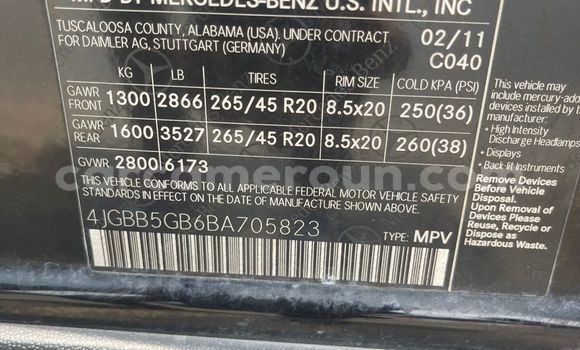 MFD BY MERCEDES-BENZ U.S. INTL., INC
TUSCALOOSA COUNTY, ALABAMA (USA). UNDER CONTRACT
FOR DAIMLER AG, STUTTGART (GERMANY)
02/11
C040
KG LB TIRES RIM SIZE COLD KPA (PSI)
GAWR FRONT 1300 2866 265/45 R20 8.5x20 250(36)
GAWR REAR 1600 3527 265/45 R20 8.5x20 260(38)
GVWR 2800 6173
THIS VEHICLE CONFORMS TO ALL APPLICABLE FEDERAL MOTOR VEHICLE SAFETY
STANDARDS IN EFFECT ON THE DATE OF MANUFACTURE SHOWN ABOVE.
4JGBB5GB6BA705823
TYPE: MPV
This vehicle may
include mercury-added
devices installed by the
• High Intensity
Discharge Headlamps
• Displays
• Back-lit Instruments
Remove Devices
Before Vehicle
Disposal.
Upon Removal of
Devices Please
Reuse, Recycle or
Dispose as
Hazardous Waste.